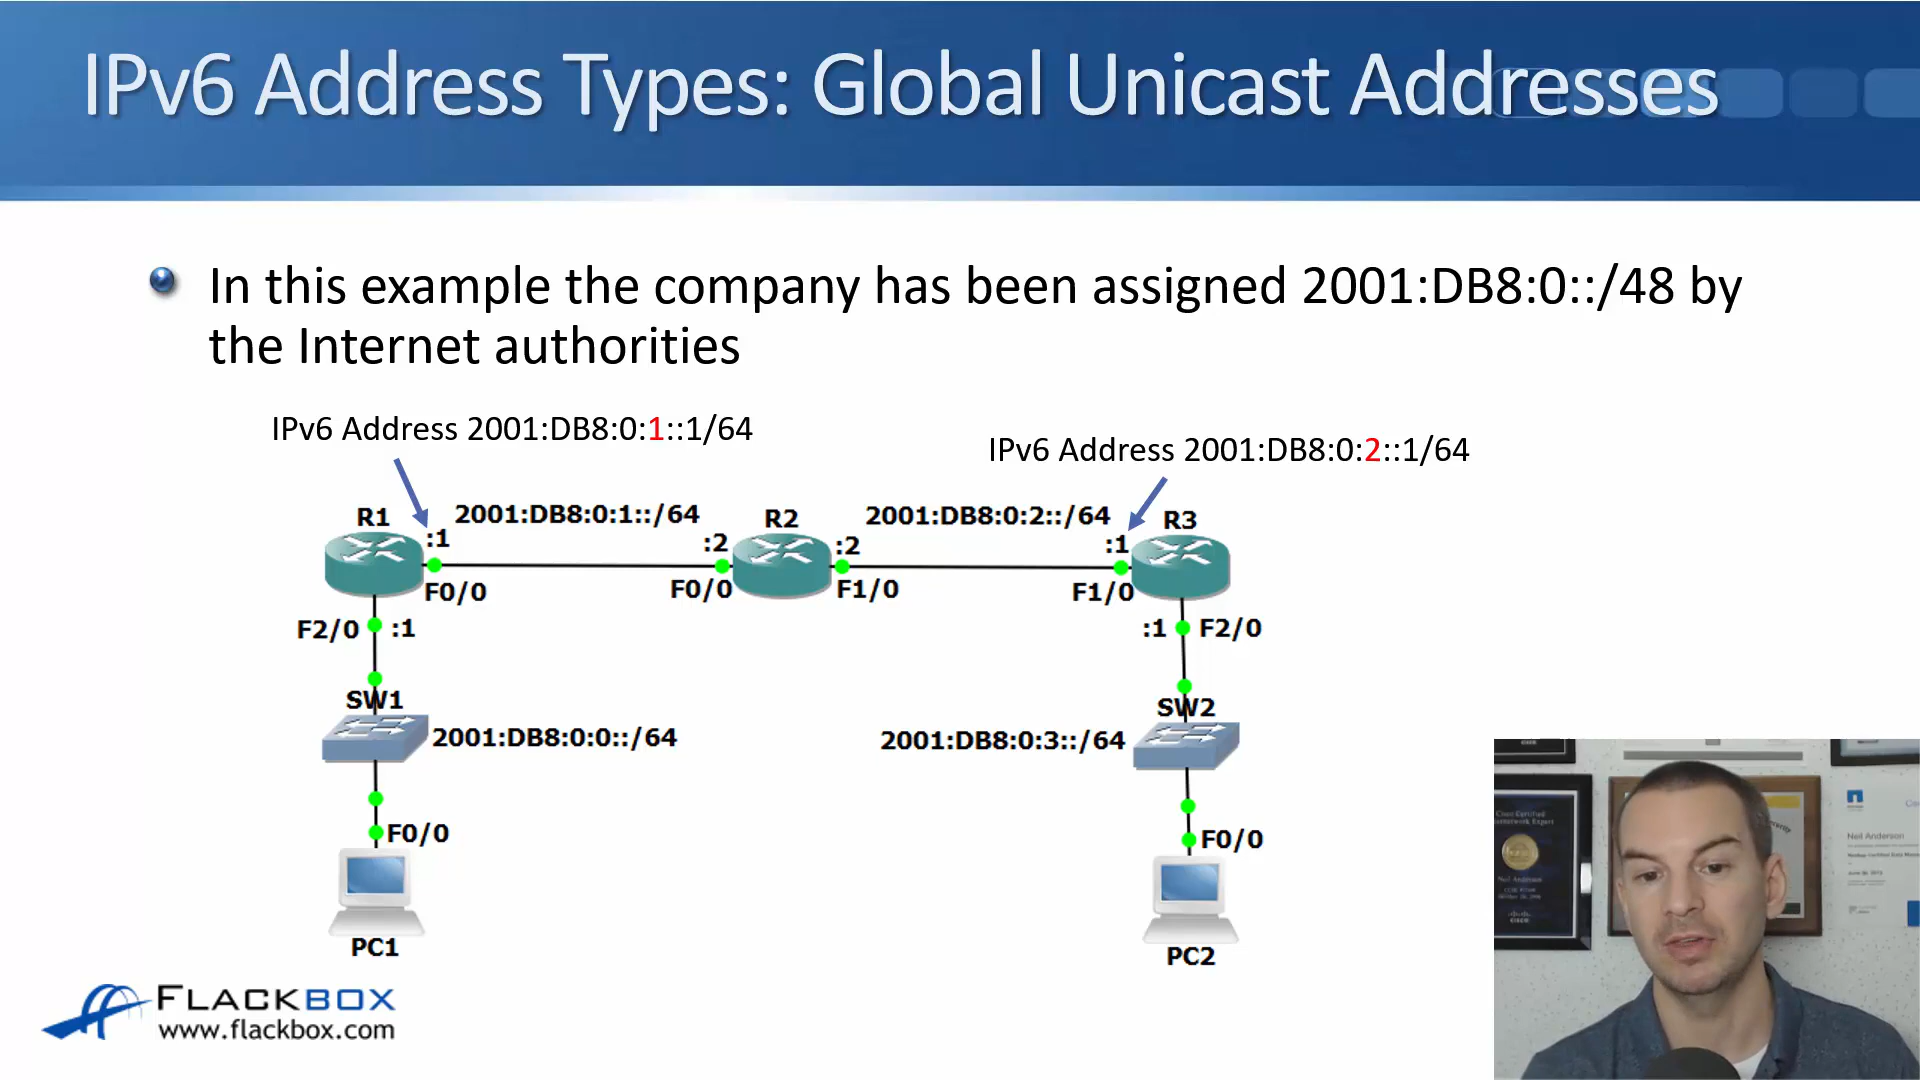 IPv6 Address Types: Global Unicast Addresses
In this example the company has been assigned 2001:DB8:0::/48 by
the Internet authorities
IPv6 Address 2001:DB8:0:1::1/64
IPv6 Address 2001:DB8:0:2::1/64
R1
:1
2001:DB8:0:1::/64
:2
R2
:2
2001:DB8:0:2::/64
:1
R3
F0/0
F0/0
F1/0
F1/0
F2/0
:1
:1
F2/0
SW1
SW2
2001:DB8:0:0::/64
2001:DB8:0:3::/64
F0/0
F0/0
PC1
PC2
FLACKBOX
www.flackbox.com
Neil Anderson